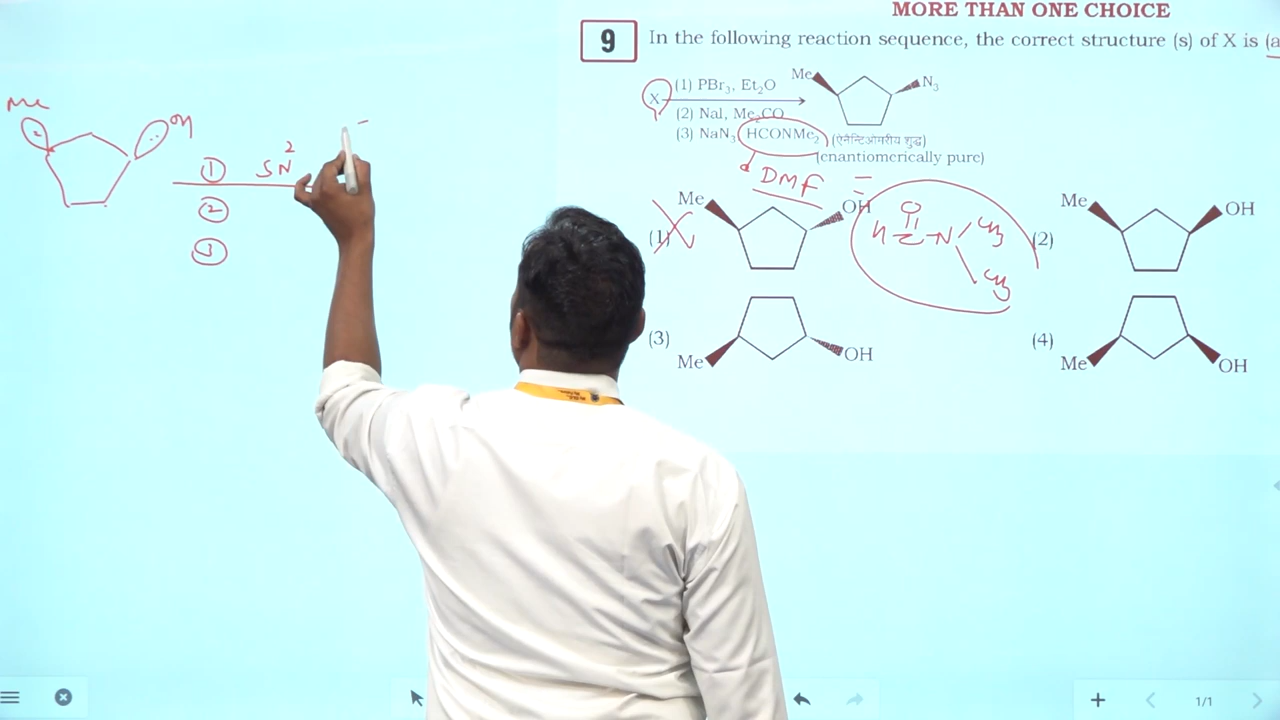 MORE THAN ONE CHOICE
9 In the following reaction sequence, the correct structure (s) of X is (a
X
(1) PBr₃, Et₂O
(2) NaI, Me₂CO
(3) NaN₃ HCONMe₂
Me
N₃
(enantiomerically pure)
DMF
(1)
Me
OH
H O C N CH₃
CH₃
(2)
Me
OH
(3)
Me
OH
(4)
Me
OH
Me
OH
① SN²
②
③
1/1